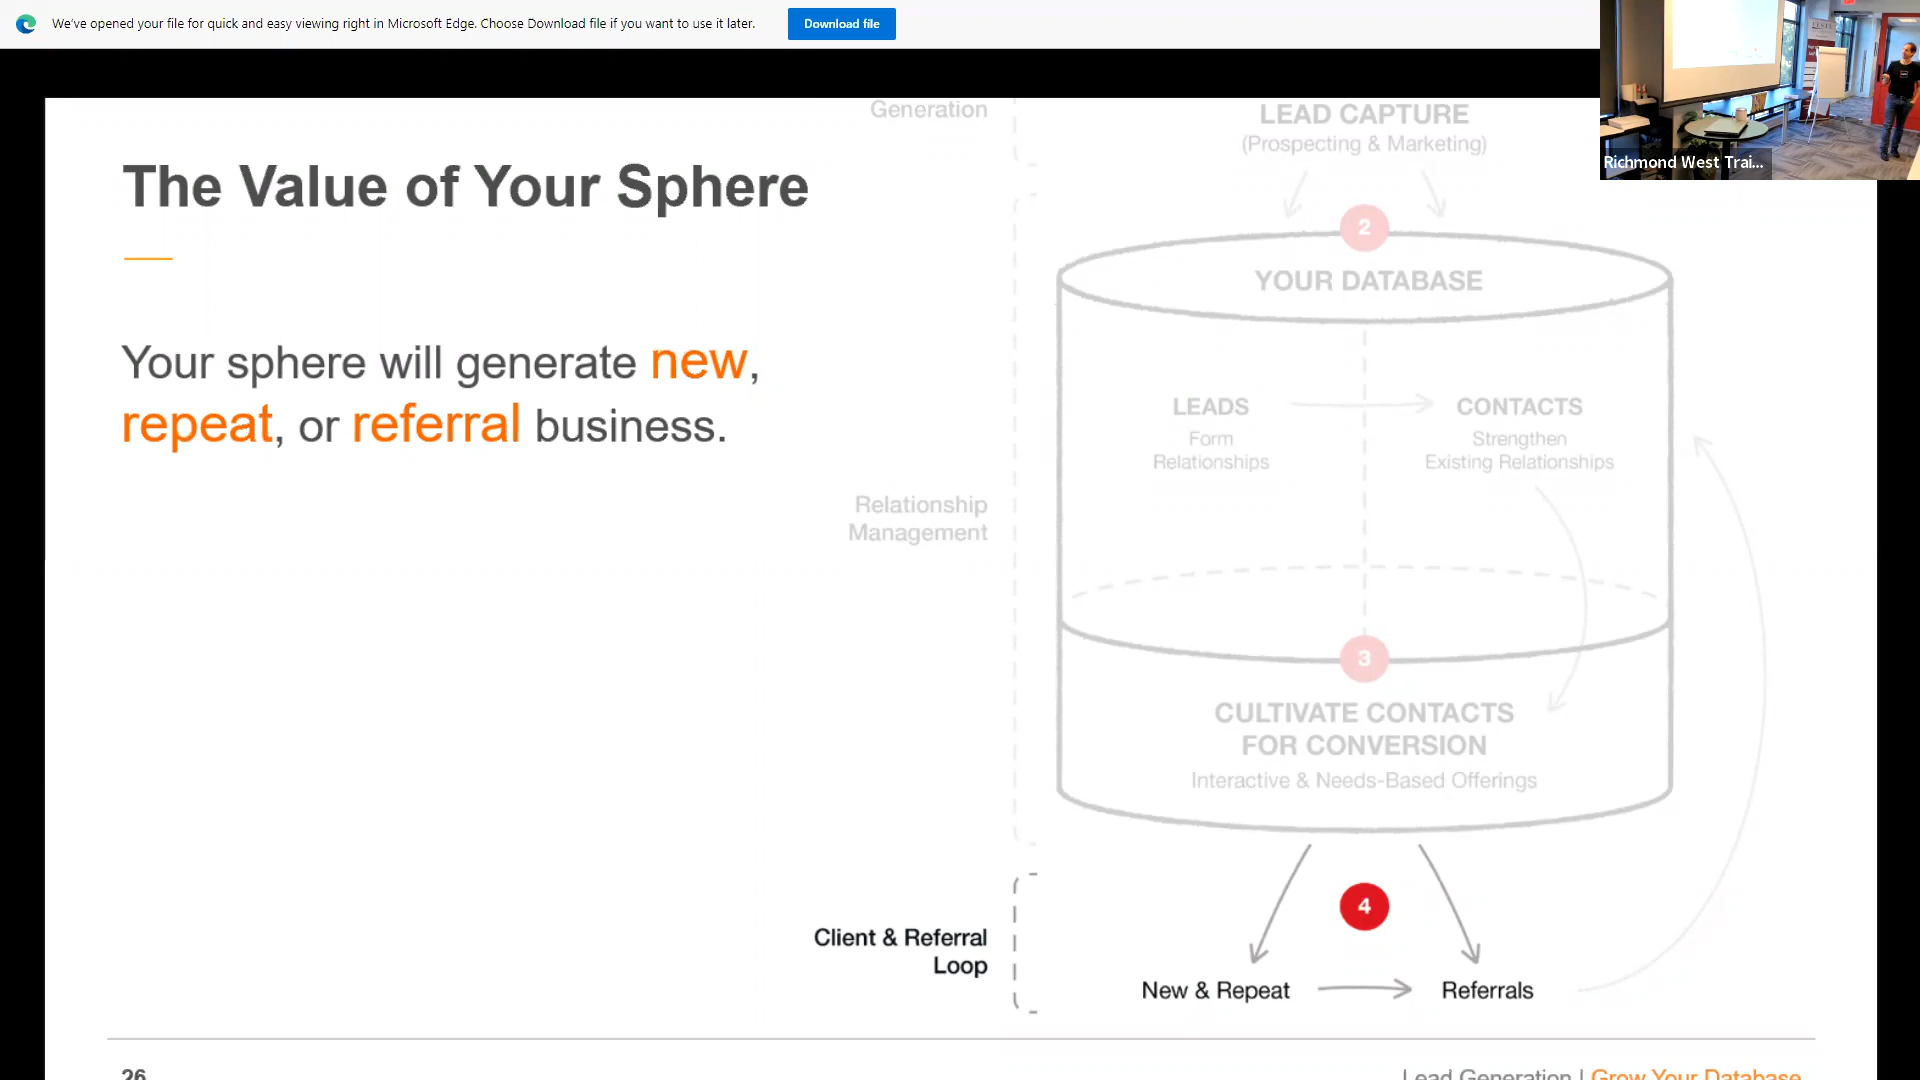 We've opened your file for quick and easy viewing right in Microsoft Edge. Choose Download file if you want to use it later.
Download file
Richmond West Trai...
The Value of Your Sphere
Your sphere will generate new,
repeat, or referral business.
Generation
LEAD CAPTURE
(Prospecting & Marketing)
2
YOUR DATABASE
LEADS
Form
Relationships
CONTACTS
Strengthen
Existing Relationships
Relationship
Management
3
CULTIVATE CONTACTS
FOR CONVERSION
Interactive & Needs-Based Offerings
4
Client & Referral
Loop
New & Repeat
Referrals
26
Lead Generation | Grow Your Database